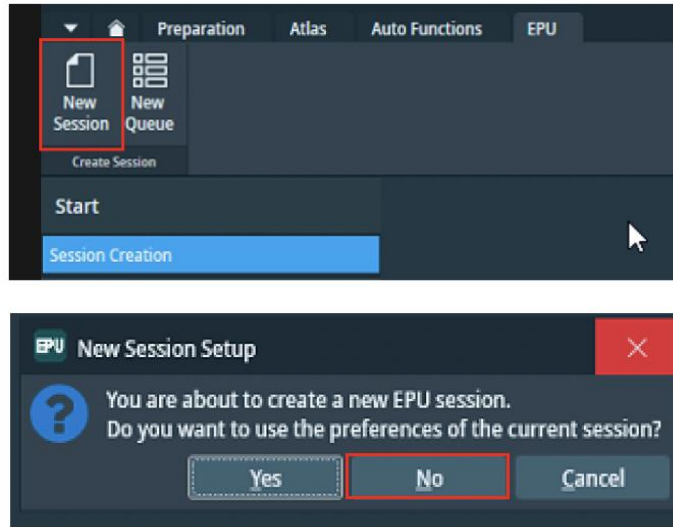 Preparation Atlas Auto Functions EPU
New New
Session Queue
Create Session
Start
Session Creation
EPU New Session Setup
You are about to create a new EPU session.
Do you want to use the preferences of the current session?
Yes No Cancel